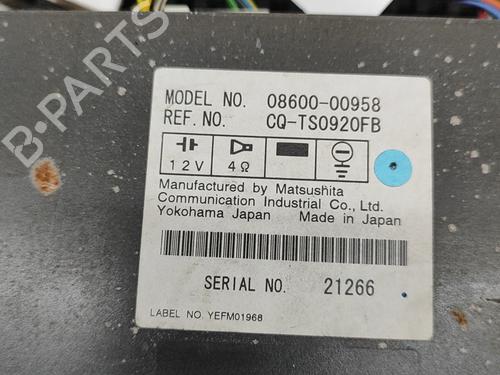 B-PARTS
MODEL NO. 08600-00958
REF. NO. CQ-TS0920FB
12V 4Ω
Manufactured by Matsushita
Communication Industrial Co., Ltd.
Yokohama Japan Made in Japan
SERIAL NO. 21266
LABEL NO. YEFM01968